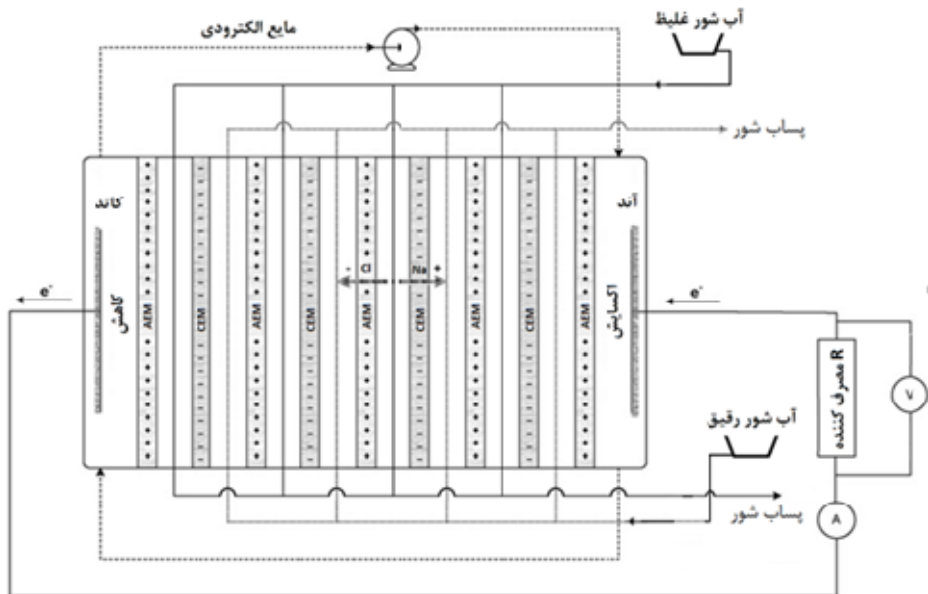 آب شور غلیظ
مایع الکترودی
پساب شور
کاتد
AEM
CEM
AEM
CEM
AEM
CEM
AEM
CEM
AEM
آند
- Cl
Na +
e-
e-
کاهش
اکسایش
مصرف کننده R
V
آب شور رقیق
پساب شور
A